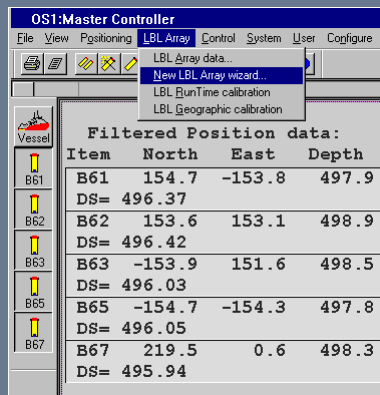 OS1:Master Controller
File View Positioning LBL Array Control System User Configure
LBL Array data...
New LBL Array wizard...
LBL RunTime calibration
LBL Geographic calibration
Vessel
B61
B62
B63
B65
B67
Filtered Position data:
Item North East Depth
B61 154.7 -153.8 497.9
DS= 496.37
B62 153.6 153.1 498.9
DS= 496.42
B63 -153.9 151.6 498.5
DS= 496.03
B65 -154.7 -154.3 497.8
DS= 496.05
B67 219.5 0.6 498.3
DS= 495.94